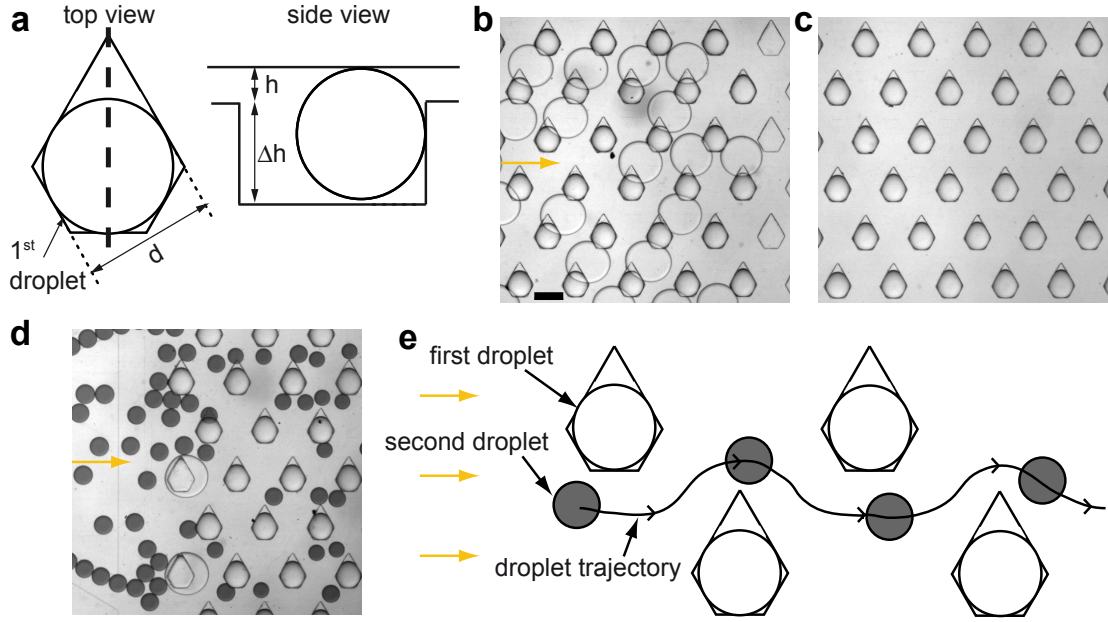 a
top view
side view
h
Δh
1st
droplet
d
b
c
d
e
first droplet
second droplet
droplet trajectory